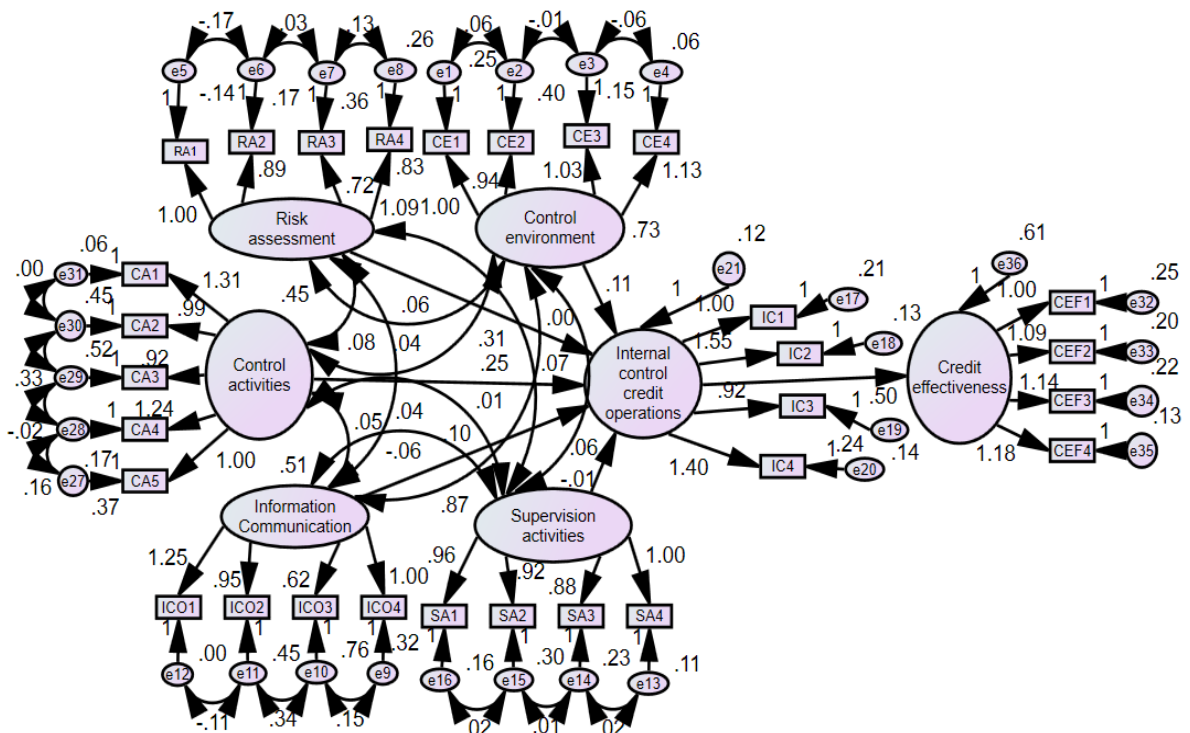 -.17 .03 .13 .26 .06 -.01 -.06 .06
e5 e6 e7 e8 e1 .25 e2 e3 e4
1 -.14 1 .17 1 .36 1 1 1 .40 1 .15 1
RA1 RA2 RA3 RA4 CE1 CE2 CE3 CE4
1.00 .89 .72 .83 .94 1.03 1.13
Risk
assessment
1.09 1.00
Control
environment
.73
.06 1
.00 e31 CA1 1.31
.45 1
e30 CA2 .99
.52 1 .92
e29 CA3
.33 1 1.24
e28 CA4
-.02 .17 1 1.00
.16 e27 CA5
.37
Control
activities
.45 .06 .11
.08 .04 .31 .00
.25 .07
.05 .04 .01
-.06 .10 .06
.51 .87 -.01
.12
e21
1 1.00 1 .21
IC1 e17
1.55 1 .13
IC2 e18
.92
IC3 1 e19
1.24 .14
1.40 IC4 e20
Internal
control
credit
operations
.50
.61
e36
1 1.00 1 .25
CEF1 e32
1.09 1 .20
CEF2 e33
1.14 1 .22
CEF3 e34
1.18 1 .13
CEF4 e35
Credit
effectiveness
Information
Communication
Supervision
activities
1.25 .95 .62 1.00 .96 .92 .88 1.00
ICO1 ICO2 ICO3 ICO4 SA1 SA2 SA3 SA4
1 1 1 1 1 1 1 1
.00 .45 .76 .32 .16 .30 .23 .11
e12 e11 e10 e9 e16 e15 e14 e13
-.11 .34 .15 .02 .01 .02